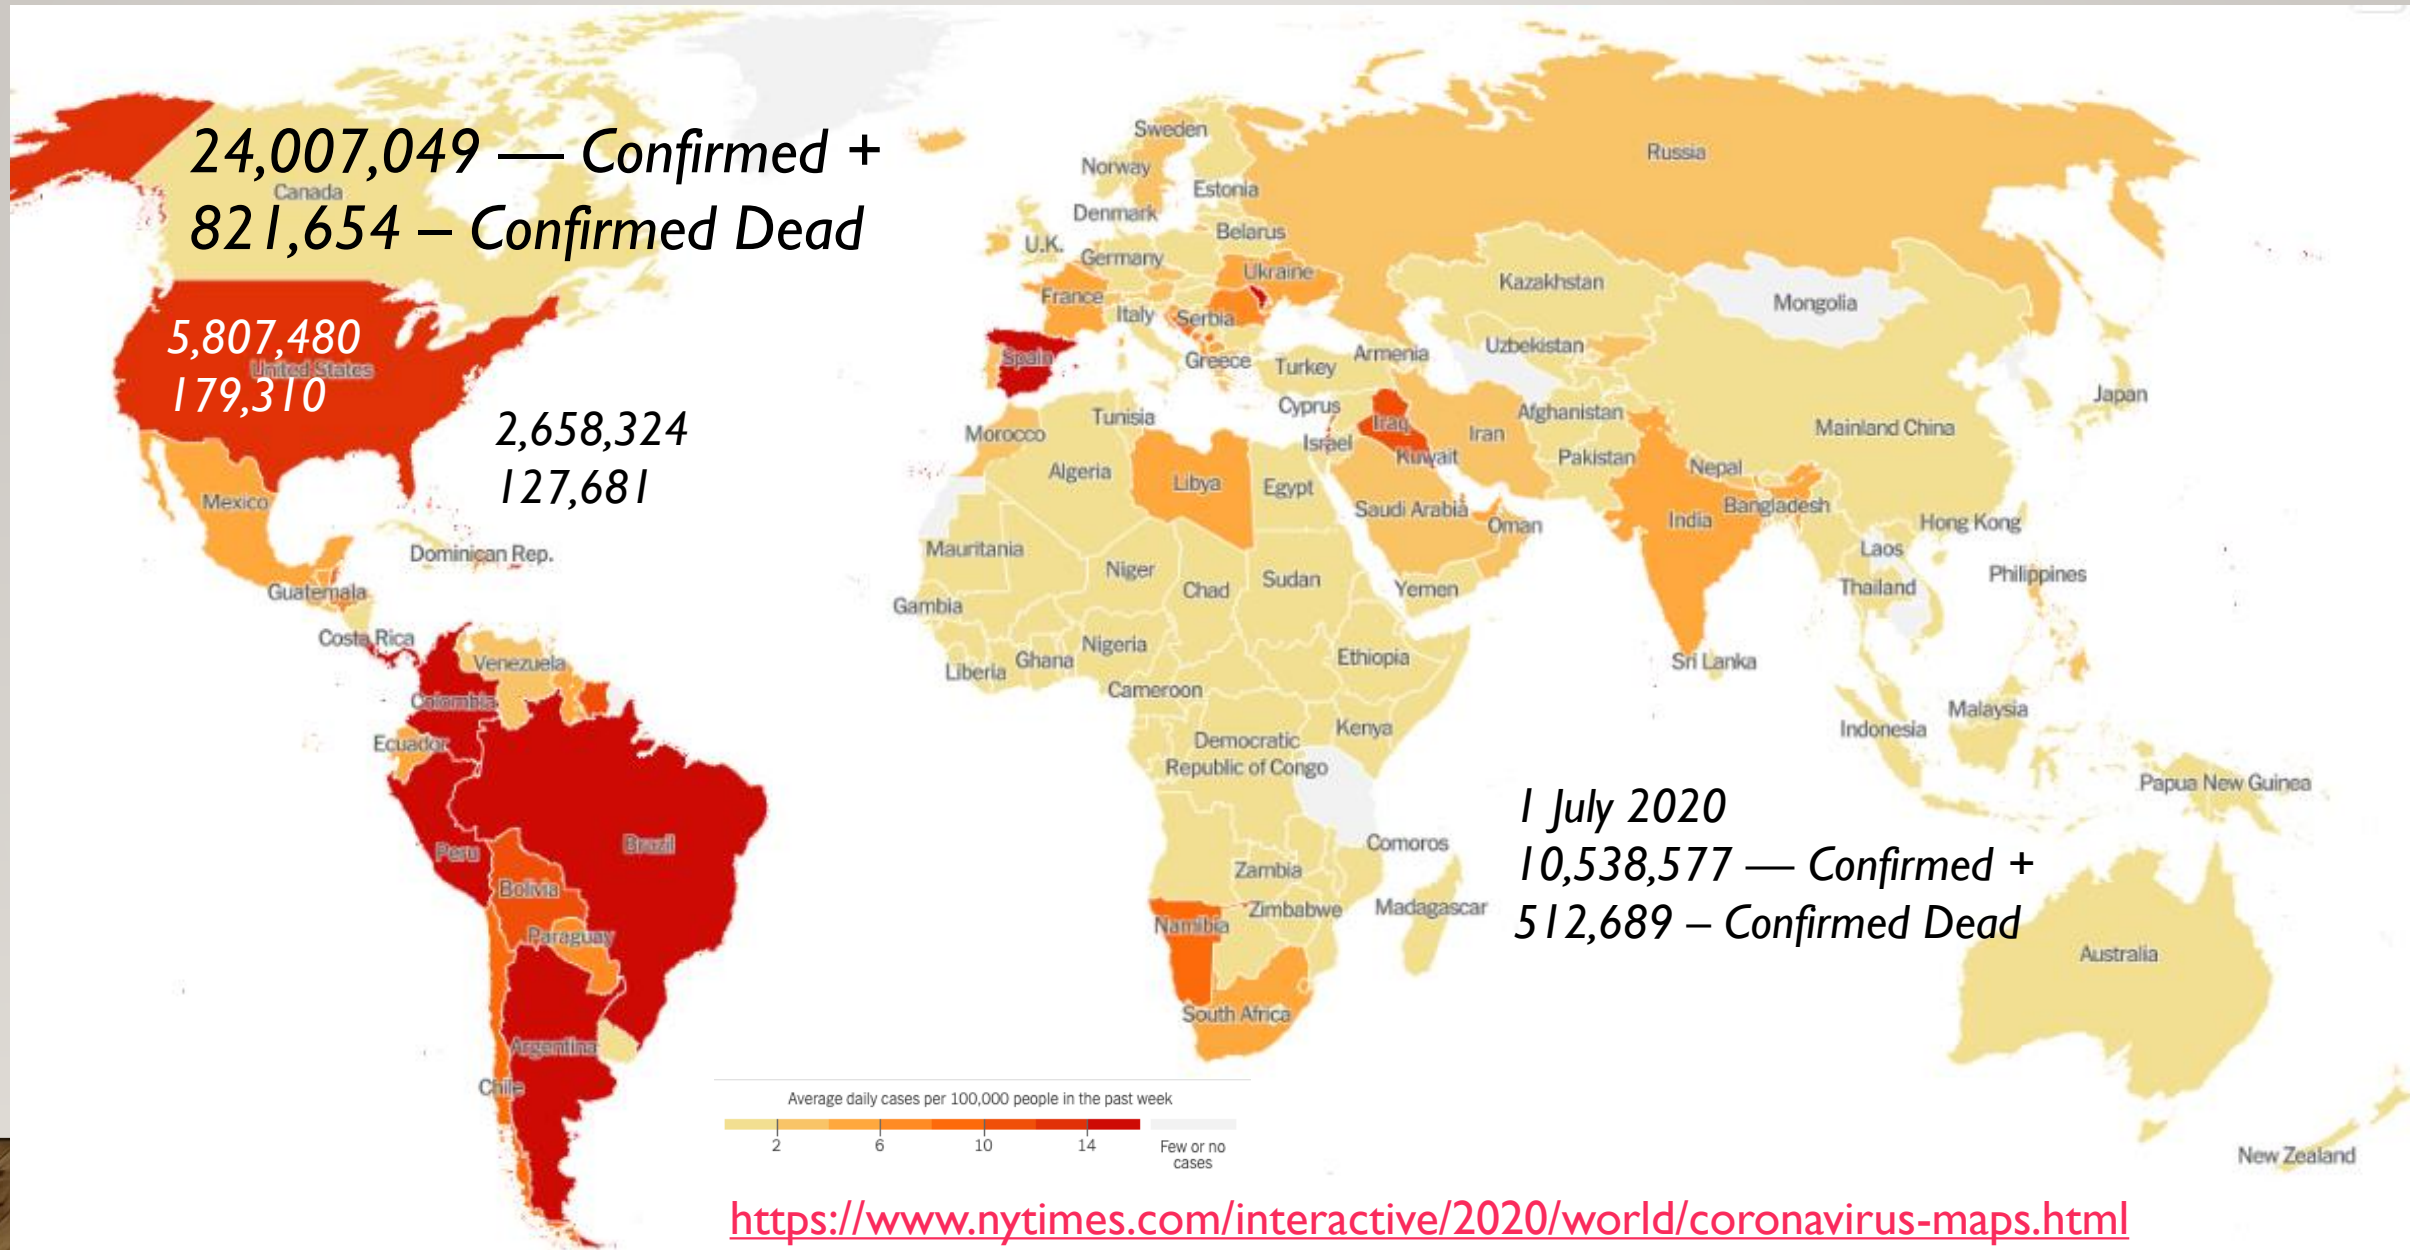 24,007,049 — Confirmed +
821,654 – Confirmed Dead
Canada
5,807,480
United States
179,310
2,658,324
127,681
Mexico
Dominican Rep.
Guatemala
Costa Rica
Venezuela
Colombia
Ecuador
Peru
Brazil
Bolivia
Paraguay
Argentina
Chile
Sweden
Norway
Estonia
Denmark
Belarus
U.K.
Germany
Ukraine
France
Italy
Serbia
Spain
Greece
Turkey
Armenia
Russia
Kazakhstan
Mongolia
Uzbekistan
Cyprus
Afghanistan
Japan
Morocco
Tunisia
Israel
Iraq
Iran
Kuwait
Pakistan
Mainland China
Nepal
Algeria
Libya
Egypt
Saudi Arabia
Oman
India
Bangladesh
Hong Kong
Mauritania
Niger
Chad
Sudan
Yemen
Laos
Thailand
Philippines
Gambia
Liberia
Ghana
Nigeria
Cameroon
Ethiopia
Sri Lanka
Democratic
Republic of Congo
Kenya
Indonesia
Malaysia
Papua New Guinea
1 July 2020
10,538,577 — Confirmed +
512,689 – Confirmed Dead
Comoros
Zambia
Zimbabwe
Madagascar
Namibia
South Africa
Australia
New Zealand
Average daily cases per 100,000 people in the past week
2 6 10 14
Few or no
cases
https://www.nytimes.com/interactive/2020/world/coronavirus-maps.html